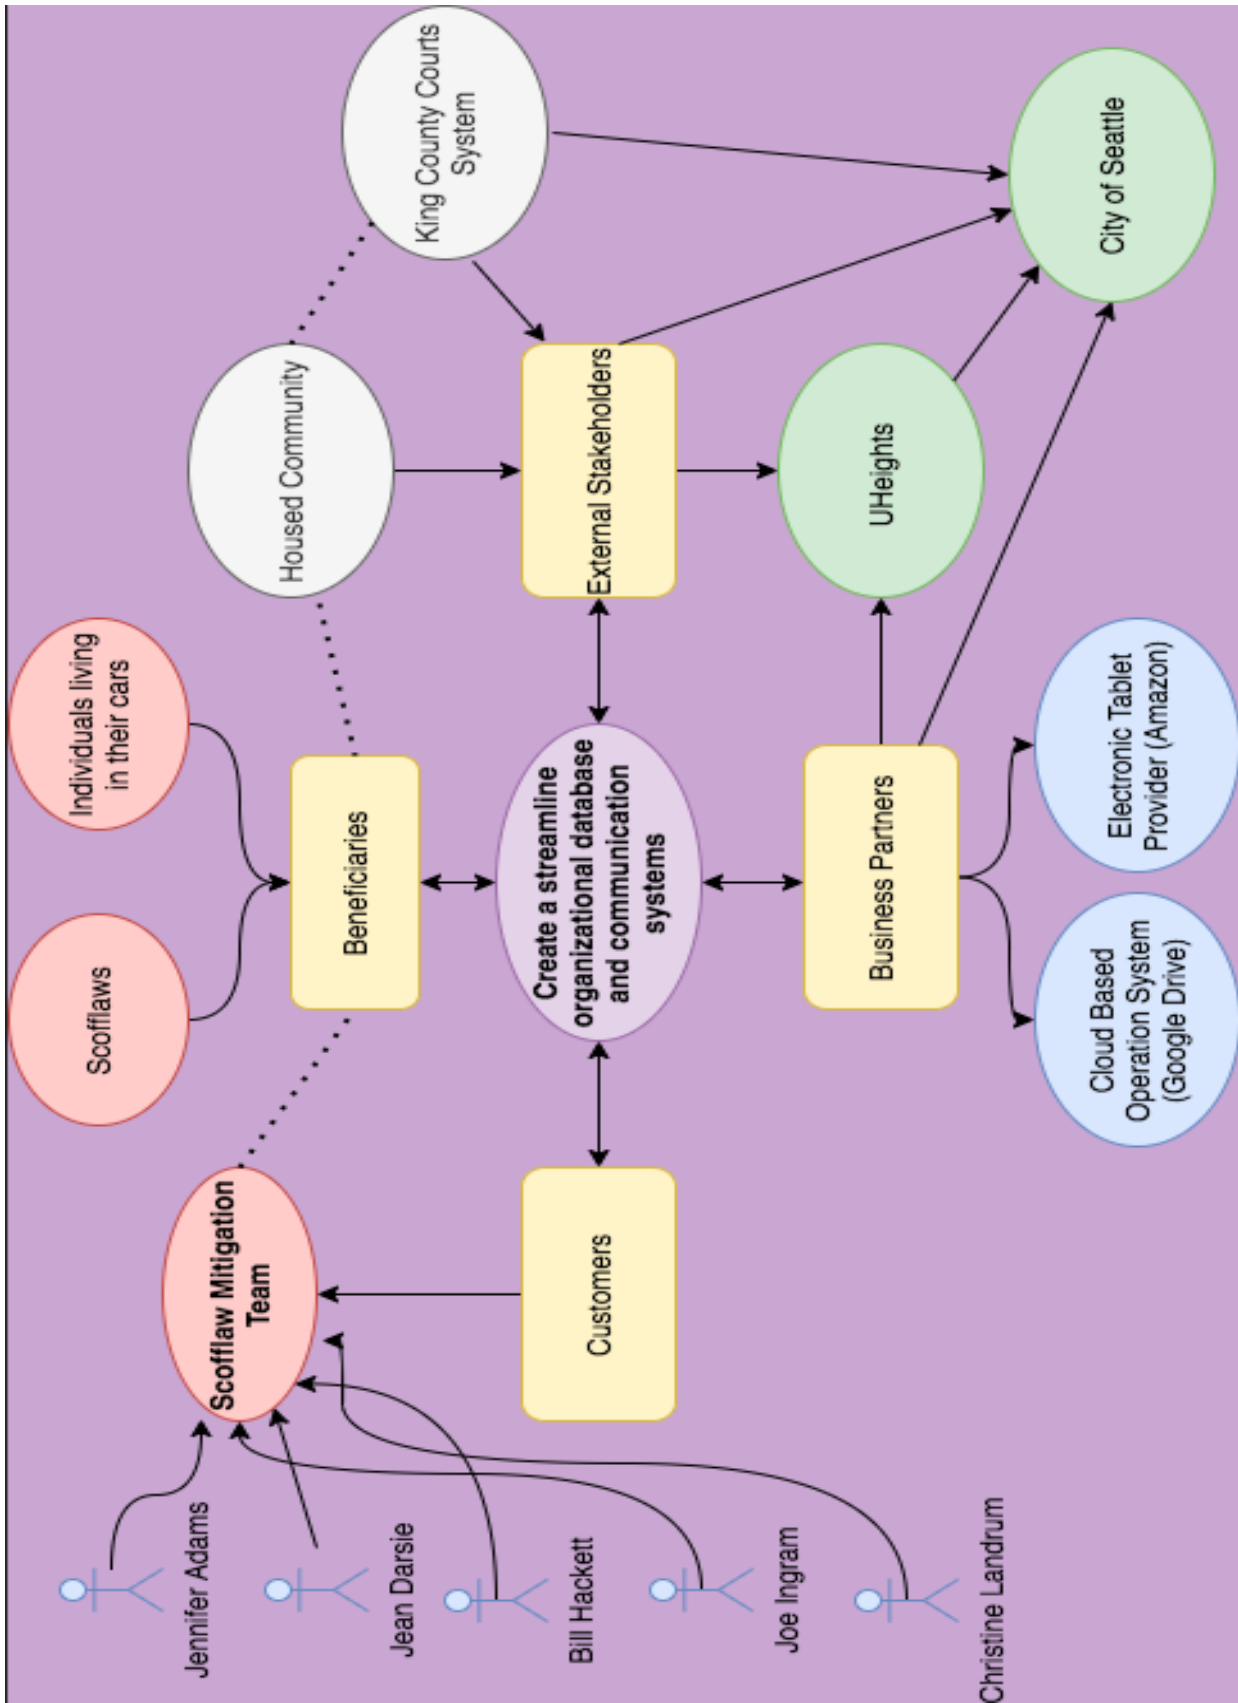 Jennifer Adams
Jean Darsie
Bill Hackett
Joe Ingram
Christine Landrum
Scofflaw Mitigation
Team
Customers
Scofflaws
Individuals living
in their cars
Beneficiaries
Create a streamline
organizational database
and communication
systems
Business Partners
Cloud Based
Operation System
(Google Drive)
Electronic Tablet
Provider (Amazon)
Housed Community
External Stakeholders
UHeights
King County Courts
System
City of Seattle